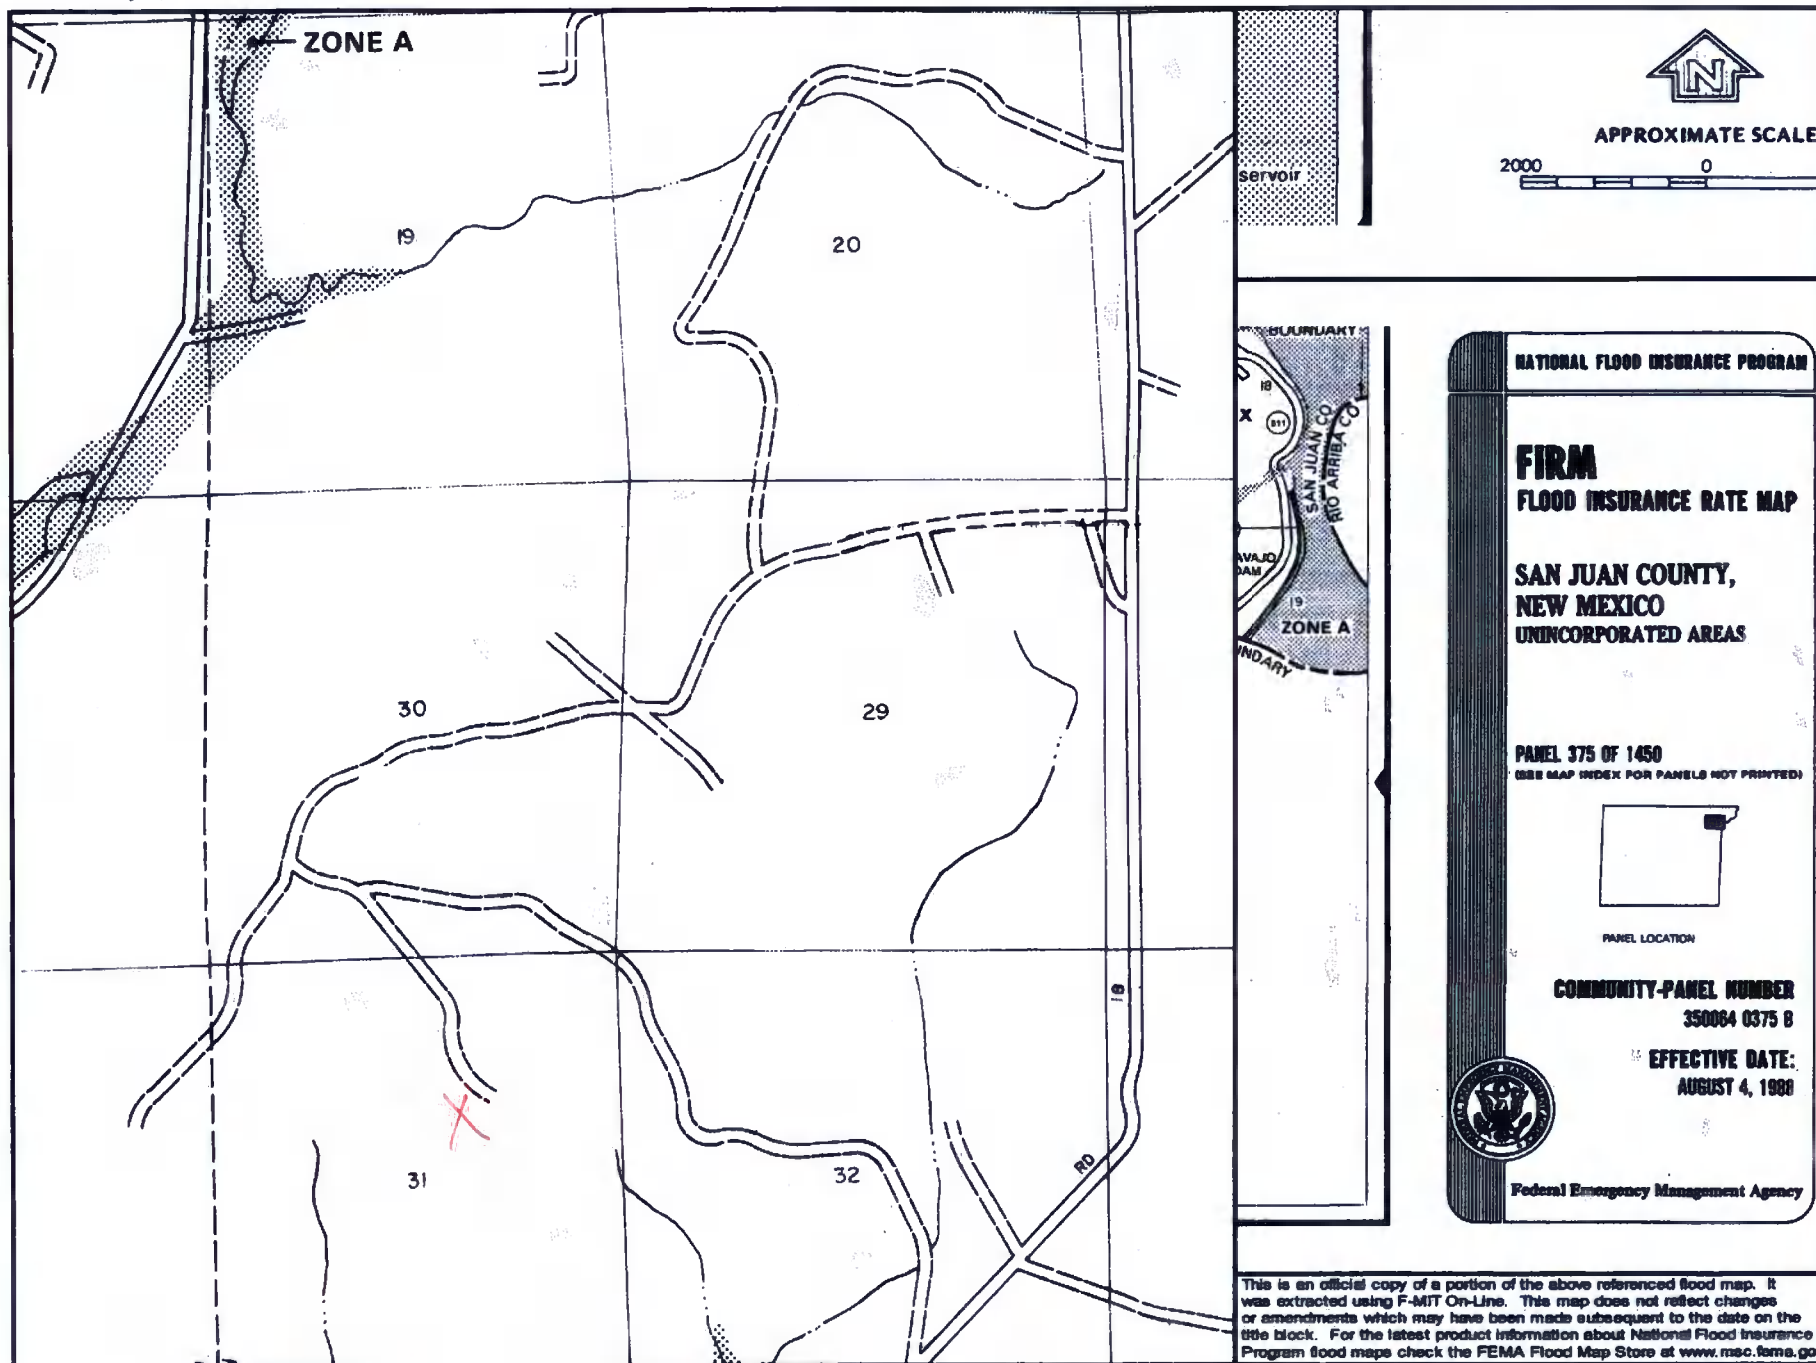 ZONE A
19
20
30
29
31
32
18
RD
servoir
APPROXIMATE SCALE
2000 0
N
BOUNDARY
18
X
511
SAN JUAN CO
RIO ARRIBA CO
AVAJO
DAM
19
ZONE A
UNDARY
NATIONAL FLOOD INSURANCE PROGRAM
FIRM
FLOOD INSURANCE RATE MAP
SAN JUAN COUNTY,
NEW MEXICO
UNINCORPORATED AREAS
PANEL 375 OF 1450
(SEE MAP INDEX FOR PANELS NOT PRINTED)
PANEL LOCATION
COMMUNITY-PANEL NUMBER
350064 0375 B
EFFECTIVE DATE:
AUGUST 4, 1988
Federal Emergency Management Agency
This is an official copy of a portion of the above referenced flood map. It
was extracted using F-MIT On-Line. This map does not reflect changes
or amendments which may have been made subsequent to the date on the
title block. For the latest product information about National Flood Insurance
Program flood maps check the FEMA Flood Map Store at www.msc.fema.go